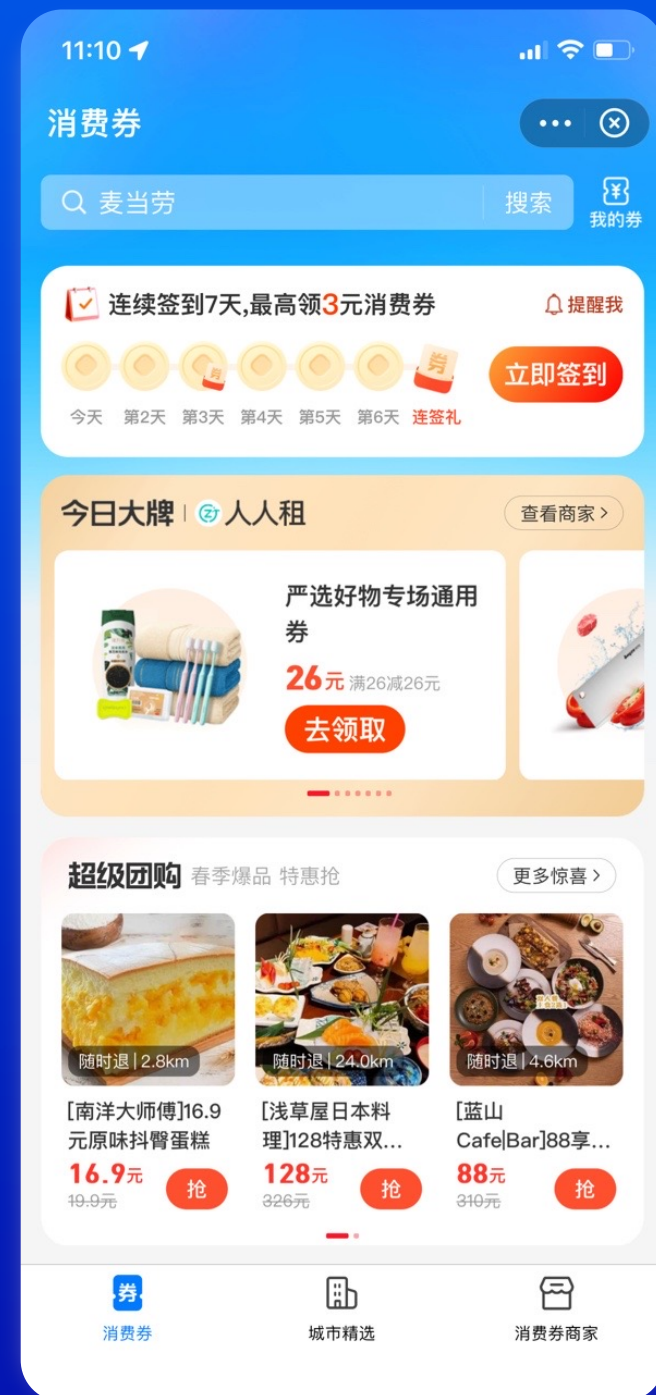 11:10
消费券
麦当劳
搜索
我的券
连续签到7天,最高领3元消费券
提醒我
券
券
立即签到
今天 第2天 第3天 第4天 第5天 第6天 连签礼
今日大牌 | 人人租
查看商家 >
严选好物专场通用
券
26元 满26减26元
去领取
超级团购 春季爆品 特惠抢
更多惊喜 >
随时退 | 2.8km
随时退 | 24.0km
随时退 | 4.6km
[南洋大师傅]16.9
元原味抖臀蛋糕
16.9元
19.9元
抢
[浅草屋日本料
理]128特惠双...
128元
326元
抢
[蓝山
Cafe|Bar]88享...
88元
310元
抢
券
消费券
城市精选
消费券商家